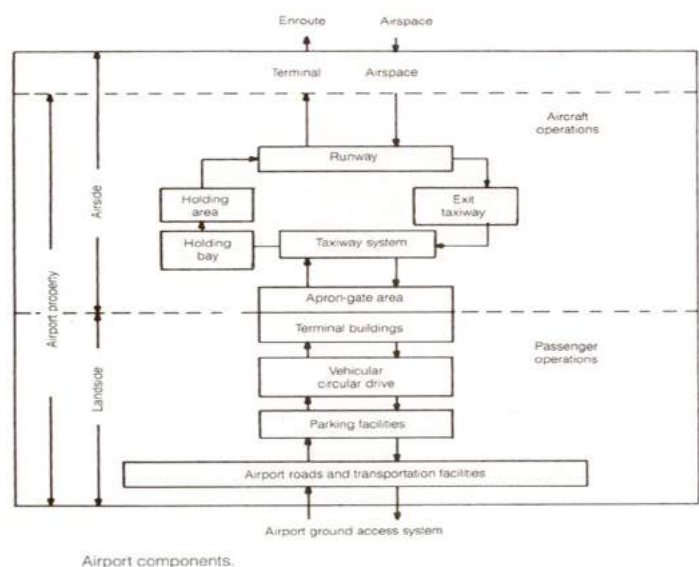 Enroute Airspace
Terminal Airspace
Aircraft
operations
Runway
Holding
area
Exit
taxiway
Holding
bay
Taxiway system
Apron-gate area
Terminal buildings
Passenger
operations
Vehicular
circular drive
Parking facilities
Airport roads and transportation facilities
Airport ground access system
Airside
Airport property
Landside
Airport components.